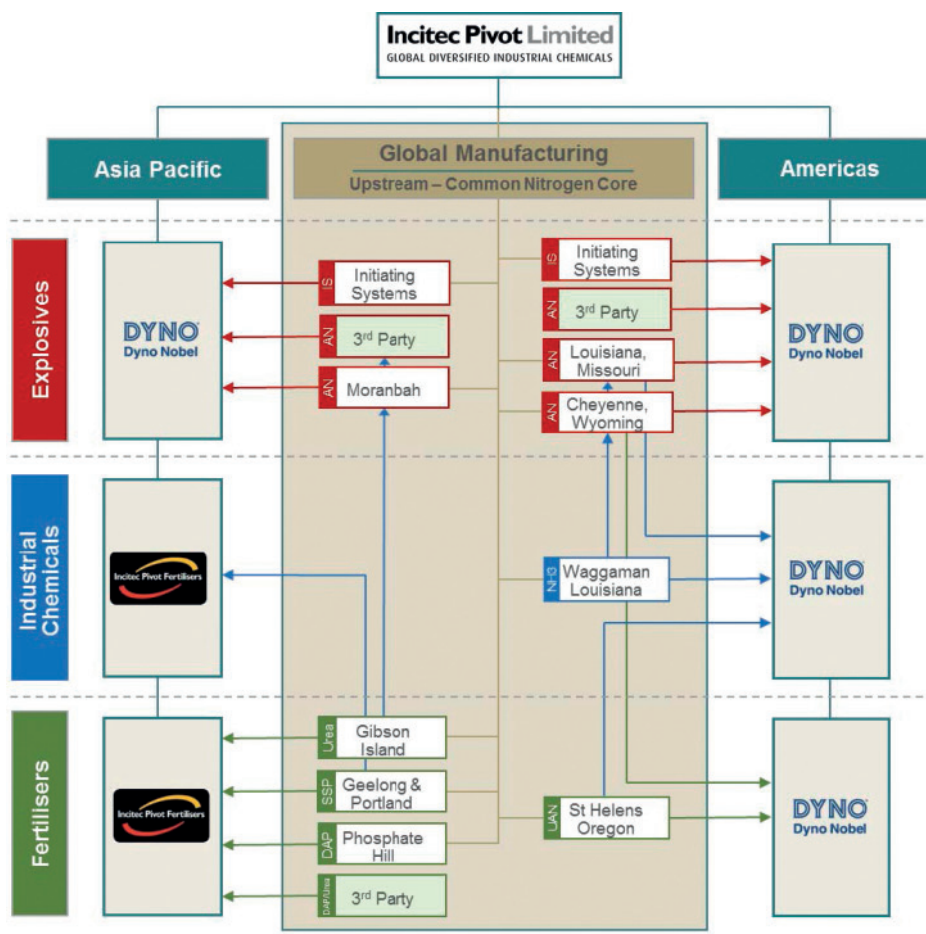 Incitec Pivot Limited
GLOBAL DIVERSIFIED INDUSTRIAL CHEMICALS
Asia Pacific
Global Manufacturing
Upstream – Common Nitrogen Core
Americas
Explosives
DYNO
Dyno Nobel
IS
Initiating
Systems
AN
3rd Party
AN
Moranbah
IS
Initiating
Systems
AN
3rd Party
AN
Louisiana,
Missouri
AN
Cheyenne,
Wyoming
DYNO
Dyno Nobel
Industrial
Chemicals
Incitec Pivot Fertilisers
NH3
Waggaman
Louisiana
DYNO
Dyno Nobel
Fertilisers
Incitec Pivot Fertilisers
Urea
Gibson
Island
SSP
Geelong &
Portland
DAP
Phosphate
Hill
DAP/Urea
3rd Party
UAN
St Helens
Oregon
DYNO
Dyno Nobel